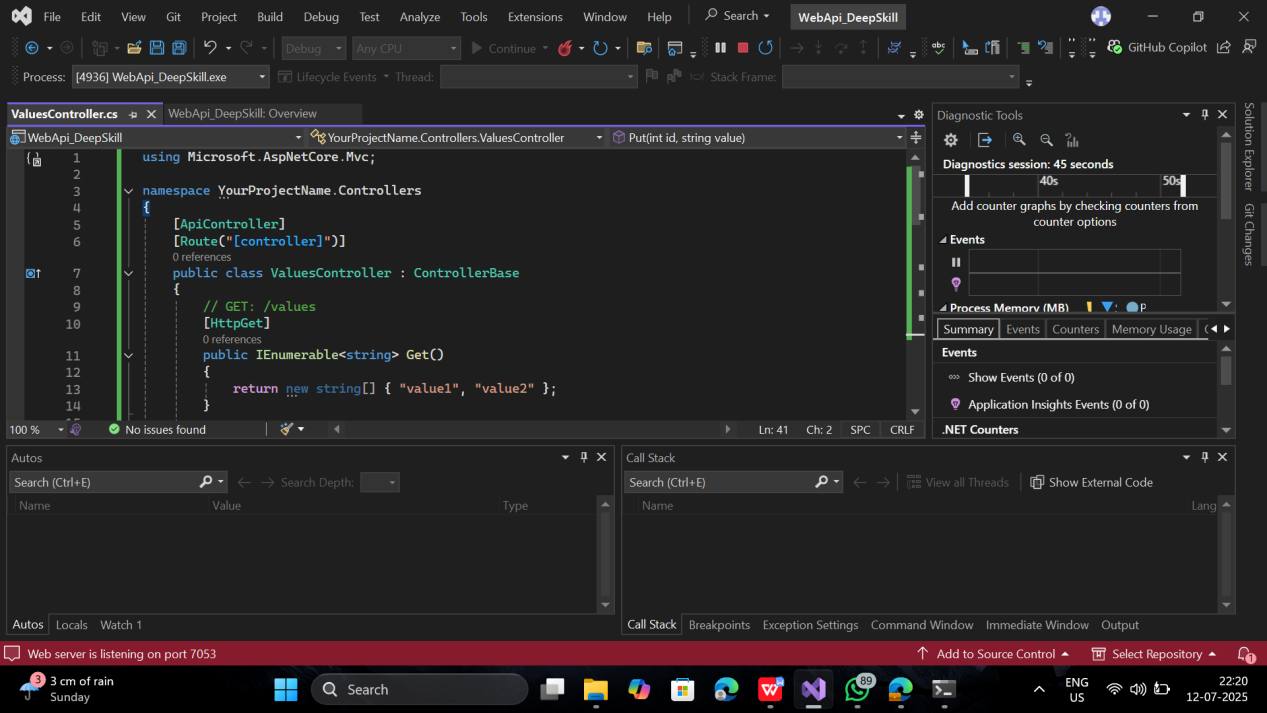 File Edit View Git Project Build Debug Test Analyze Tools Extensions Window Help Search WebApi_DeepSkill
Debug Any CPU Continue GitHub Copilot
Process: [4936] WebApi_DeepSkill.exe Lifecycle Events Thread: Stack Frame:
ValuesController.cs WebApi_DeepSkill: Overview
WebApi_DeepSkill YourProjectName.Controllers.ValuesController Put(int id, string value)
1 using Microsoft.AspNetCore.Mvc;
2
3 namespace YourProjectName.Controllers
4 {
5 [ApiController]
6 [Route("[controller]")]
0 references
7 public class ValuesController : ControllerBase
8 {
9 // GET: /values
10 [HttpGet]
0 references
11 public IEnumerable<string> Get()
12 {
13 return new string[] { "value1", "value2" };
14 }
100 % No issues found Ln: 41 Ch: 2 SPC CRLF
Diagnostic Tools
Diagnostics session: 45 seconds
40s 50s
Add counter graphs by checking counters from
counter options
Events
Process Memory (MB) P
Summary Events Counters Memory Usage
Events
Show Events (0 of 0)
Application Insights Events (0 of 0)
.NET Counters
Solution Explorer
Git Changes
Autos
Search (Ctrl+E) Search Depth:
Name Value Type
Autos Locals Watch 1
Call Stack
Search (Ctrl+E) View all Threads Show External Code
Name Lang
Call Stack Breakpoints Exception Settings Command Window Immediate Window Output
Web server is listening on port 7053 Add to Source Control Select Repository 1
3 3 cm of rain
Sunday
Search
89
ENG
US
22:20
12-07-2025